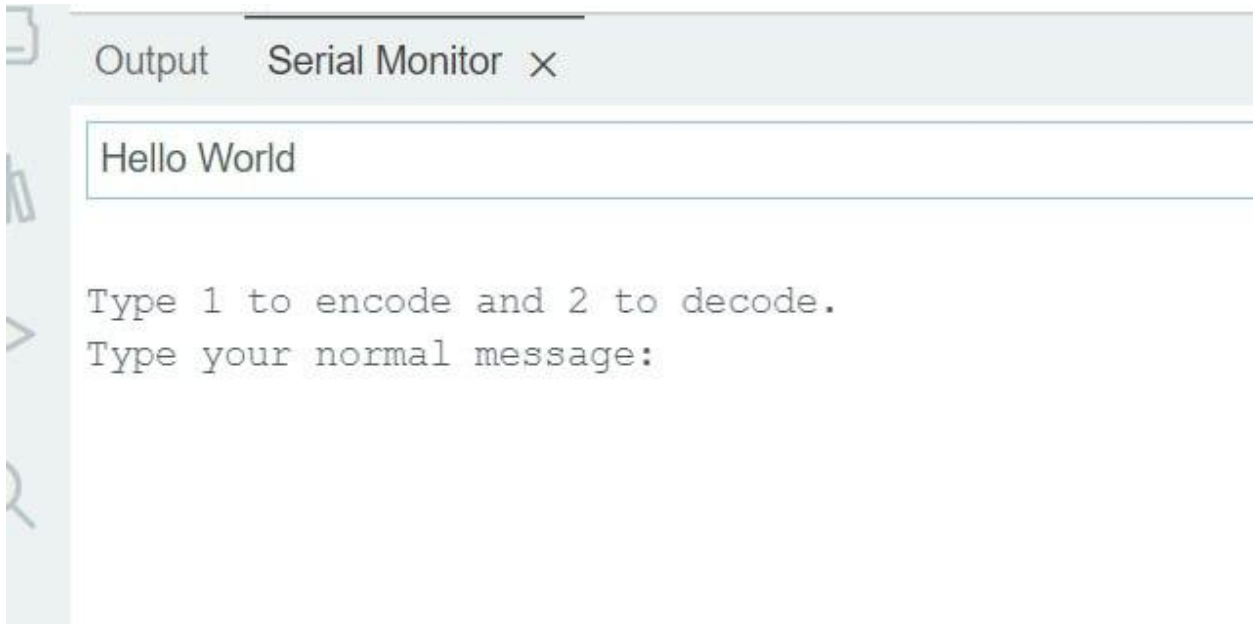 Output Serial Monitor ×
Hello World
Type 1 to encode and 2 to decode.
Type your normal message: